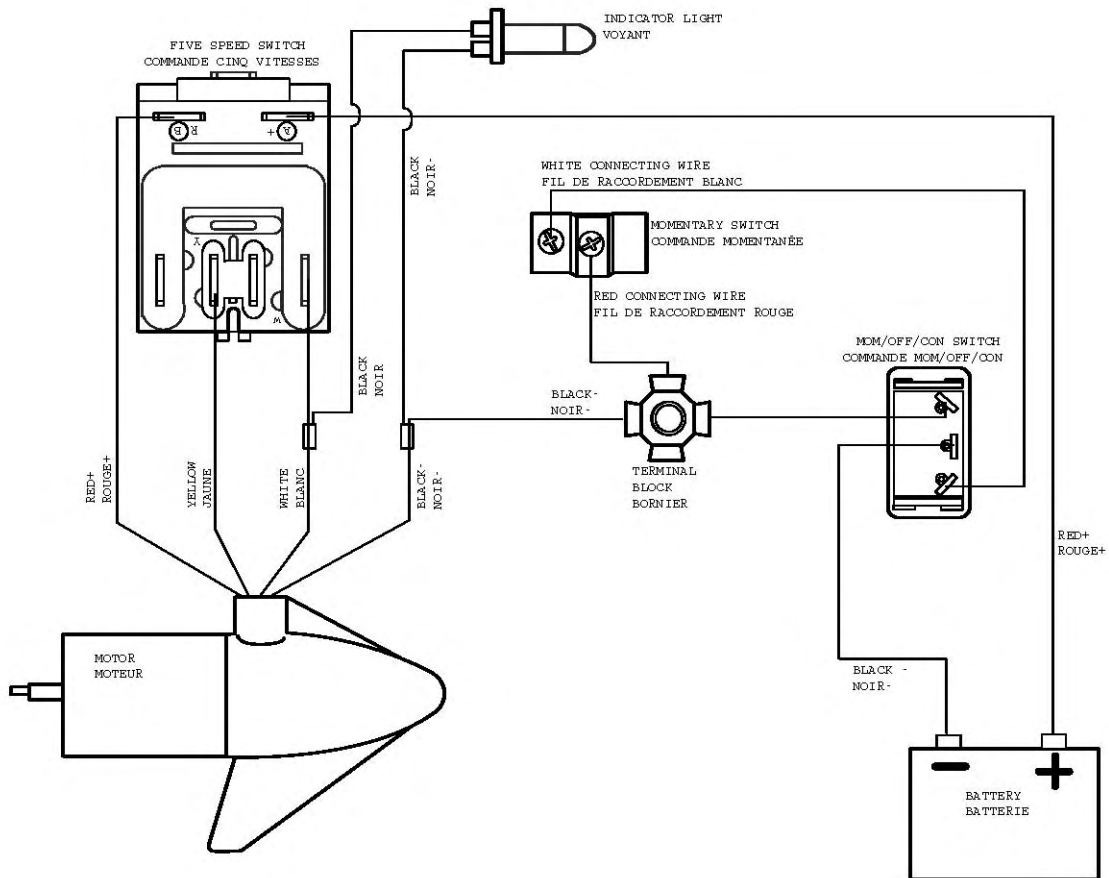 INDICATOR LIGHT
VOYANT
FIVE SPEED SWITCH
COMMANDE CINQ VITESSES
R B
A +
Y
W
BLACK
NOIR-
WHITE CONNECTING WIRE
FIL DE RACCORDEMENT BLANC
MOMENTARY SWITCH
COMMANDE MOMENTANÉE
RED CONNECTING WIRE
FIL DE RACCORDEMENT ROUGE
MOM/OFF/CON SWITCH
COMMANDE MOM/OFF/CON
BLACK
NOIR
BLACK-
NOIR-
TERMINAL
BLOCK
BORNIER
RED+
ROUGE+
YELLOW
JAUNE
WHITE
BLANC
BLACK-
NOIR-
RED+
ROUGE+
MOTOR
MOTEUR
BLACK -
NOIR-
BATTERY
BATTERIE